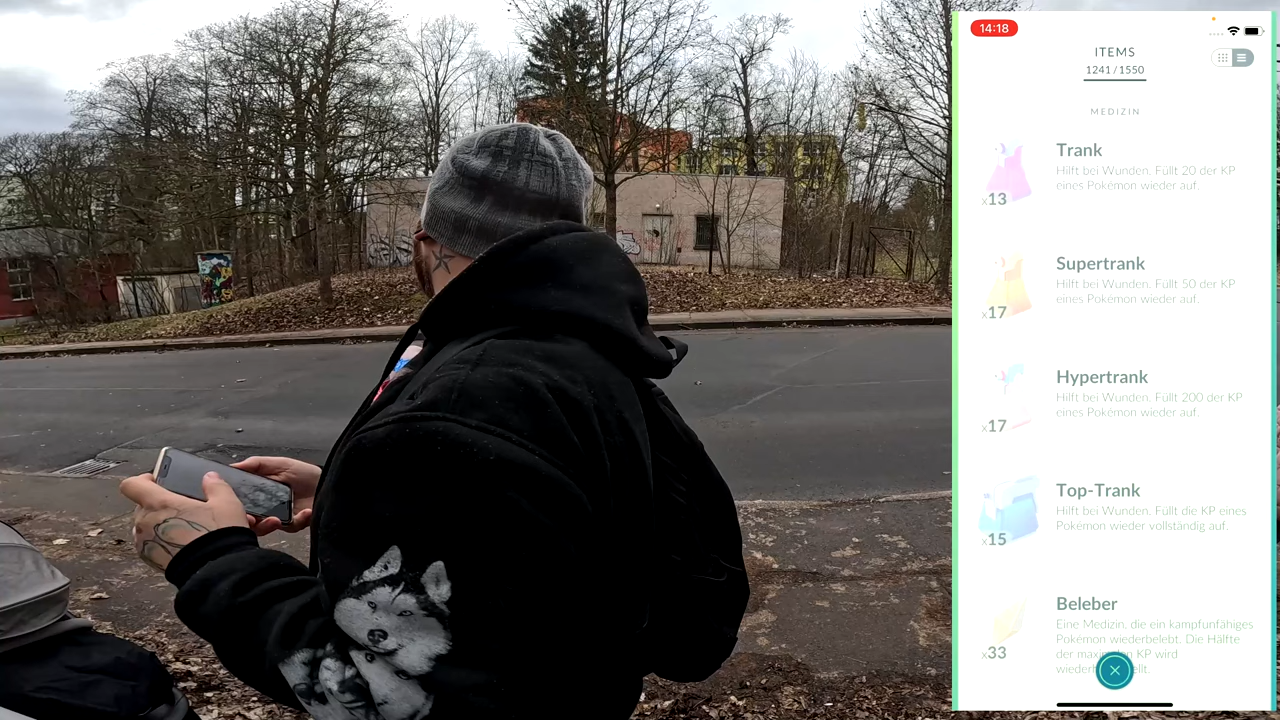 14:18
ITEMS
1241/1550
MEDIZIN
Trank
Hilft bei Wunden. Füllt 20 der KP
eines Pokémon wieder auf.
x13
Supertrank
Hilft bei Wunden. Füllt 50 der KP
eines Pokémon wieder auf.
x17
Hypertrank
Hilft bei Wunden. Füllt 200 der KP
eines Pokémon wieder auf.
x17
Top-Trank
Hilft bei Wunden. Füllt die KP eines
Pokémon wieder vollständig auf.
x15
Beleber
Eine Medizin, die ein kampfunfähiges
Pokémon wiederbelebt. Die Hälfte
der KP wird
x33